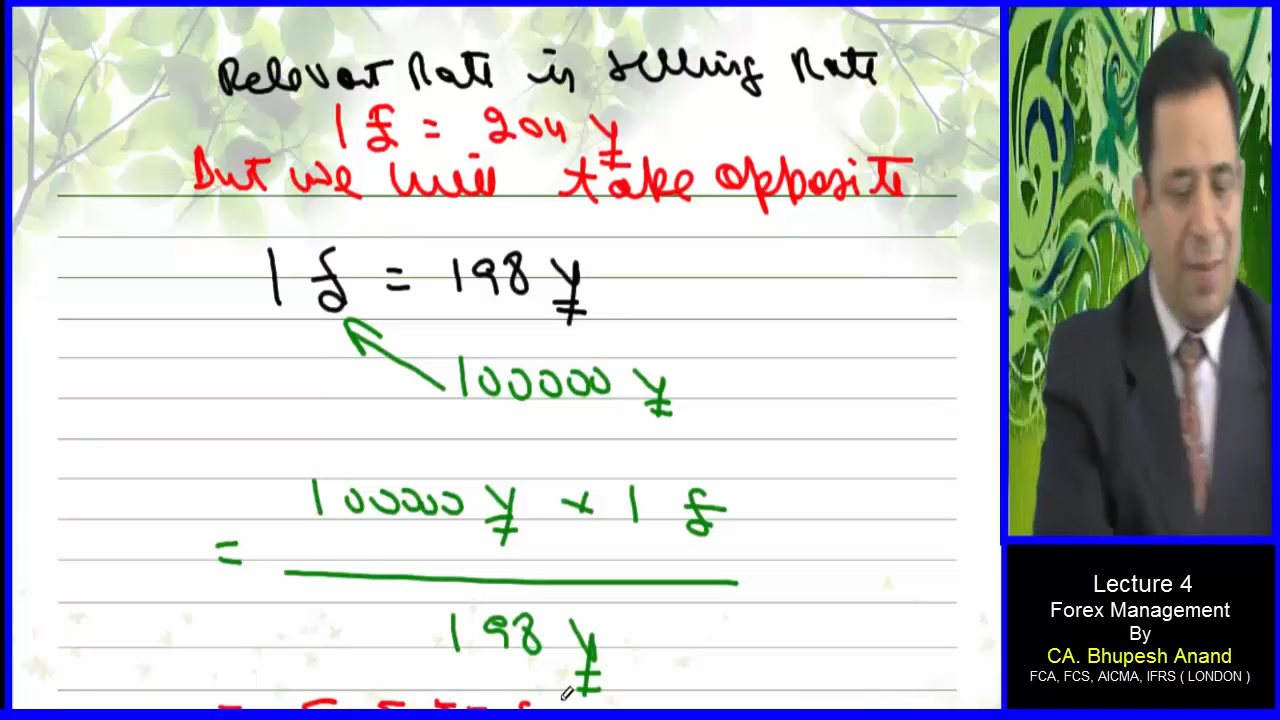 Relevant Rate is selling Rate
1 £ = 204 ¥
But we will take opposite
1 £ = 198 ¥
100000 ¥
100000 ¥ × 1 £
=
198 ¥
=
Lecture 4
Forex Management
By
CA. Bhupesh Anand
FCA, FCS, AICMA, IFRS ( LONDON )